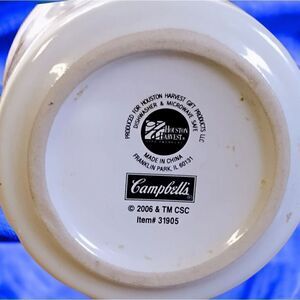 PRODUCED FOR HOUSTON HARVEST GIFT PRODUCTS LLC
DISHWASHER & MICROWAVE SAFE
HOUSTON
HARVEST
MADE IN CHINA
FRANKLIN PARK, IL 60131
Campbell's
© 2006 & TM CSC
Item# 31905